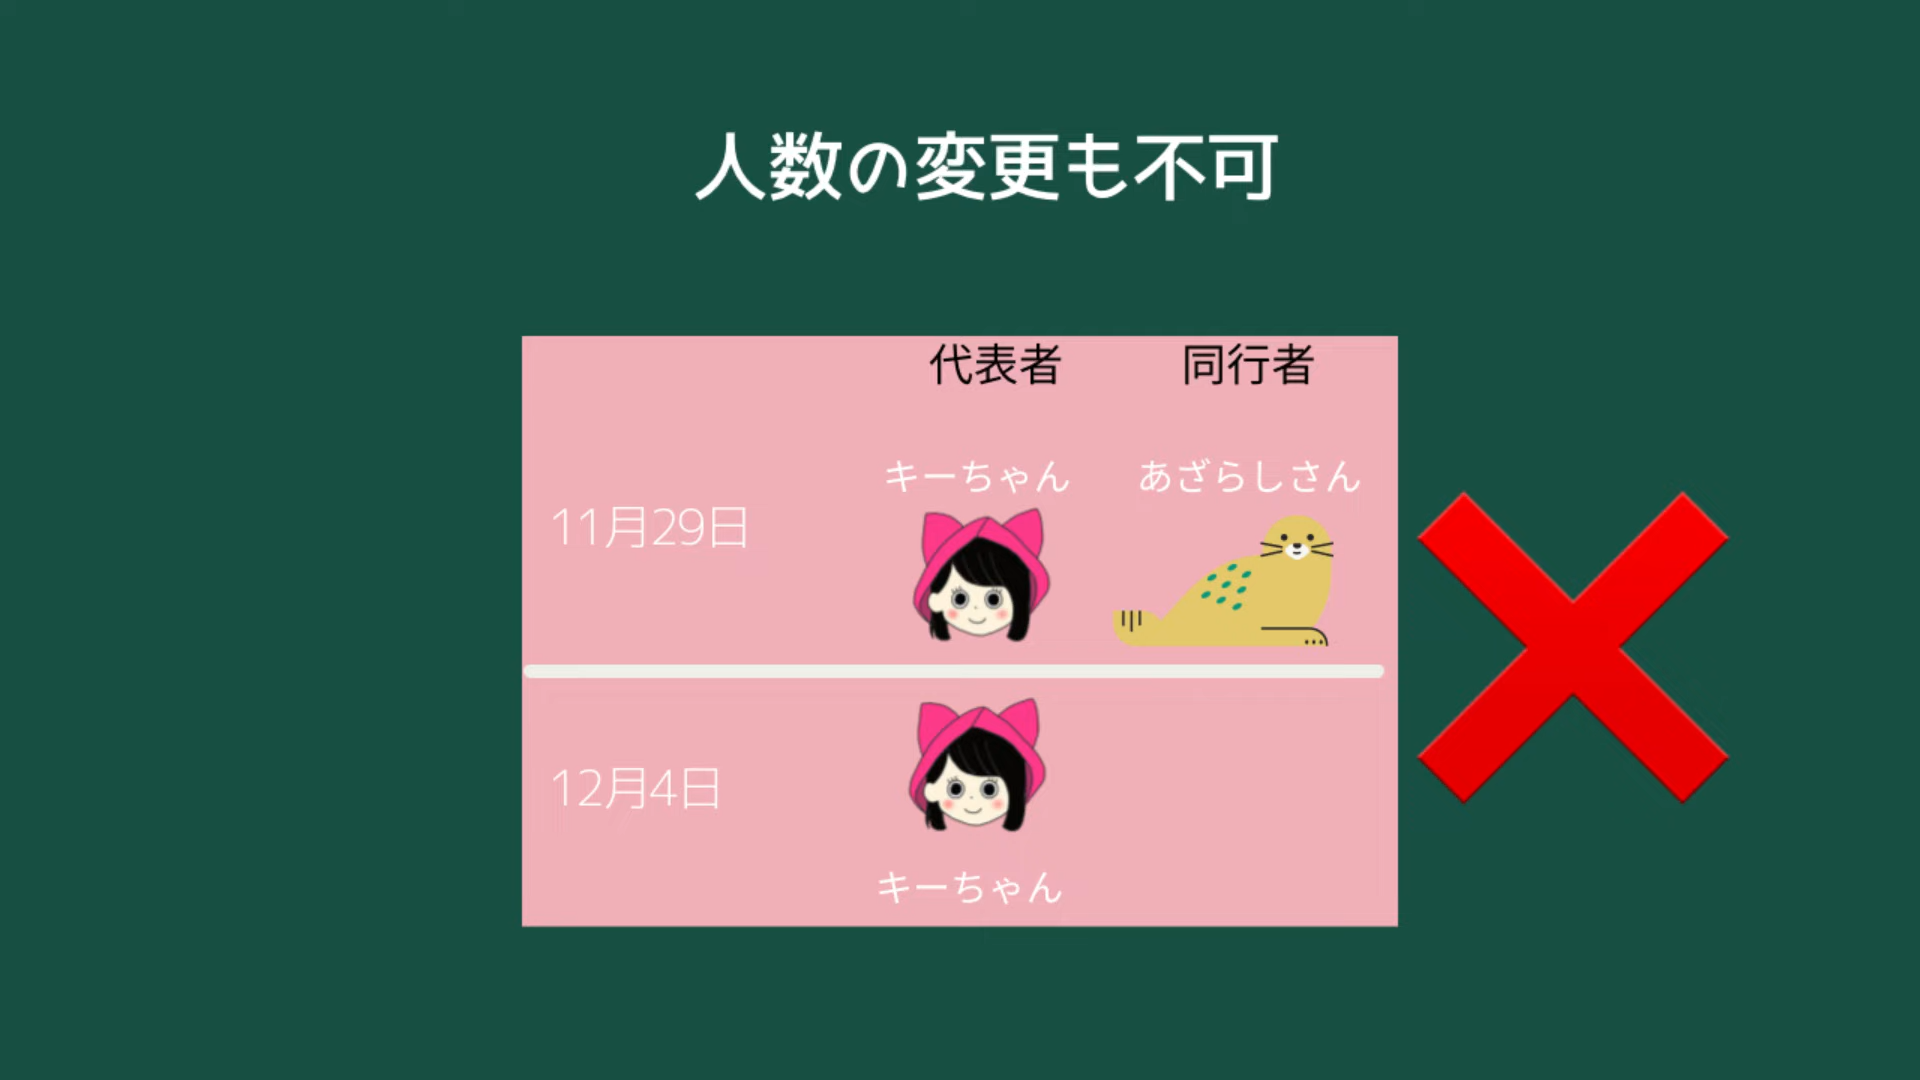 人数の変更も不可
代表者 同行者
キーちゃん あざらしさん
11月29日
12月4日
キーちゃん